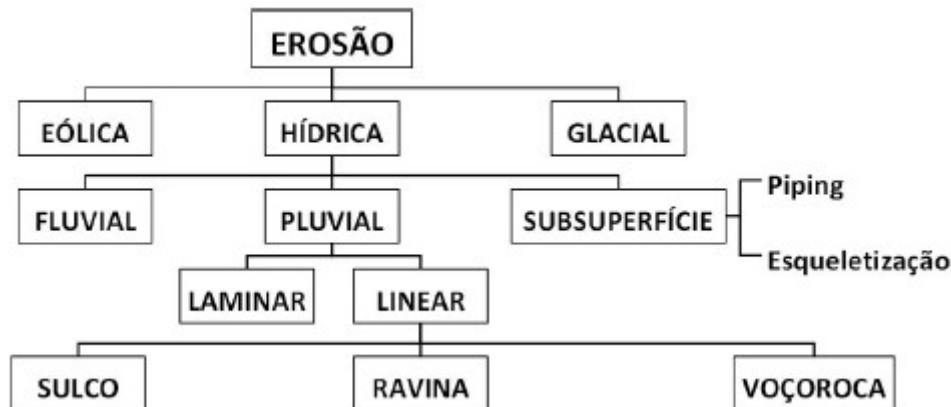 EROSÃO
EÓLICA HÍDRICA GLACIAL
FLUVIAL PLUVIAL SUBSUPERFÍCIE
Piping
Esqueletização
LAMINAR LINEAR
SULCO RAVINA VOÇOROCA